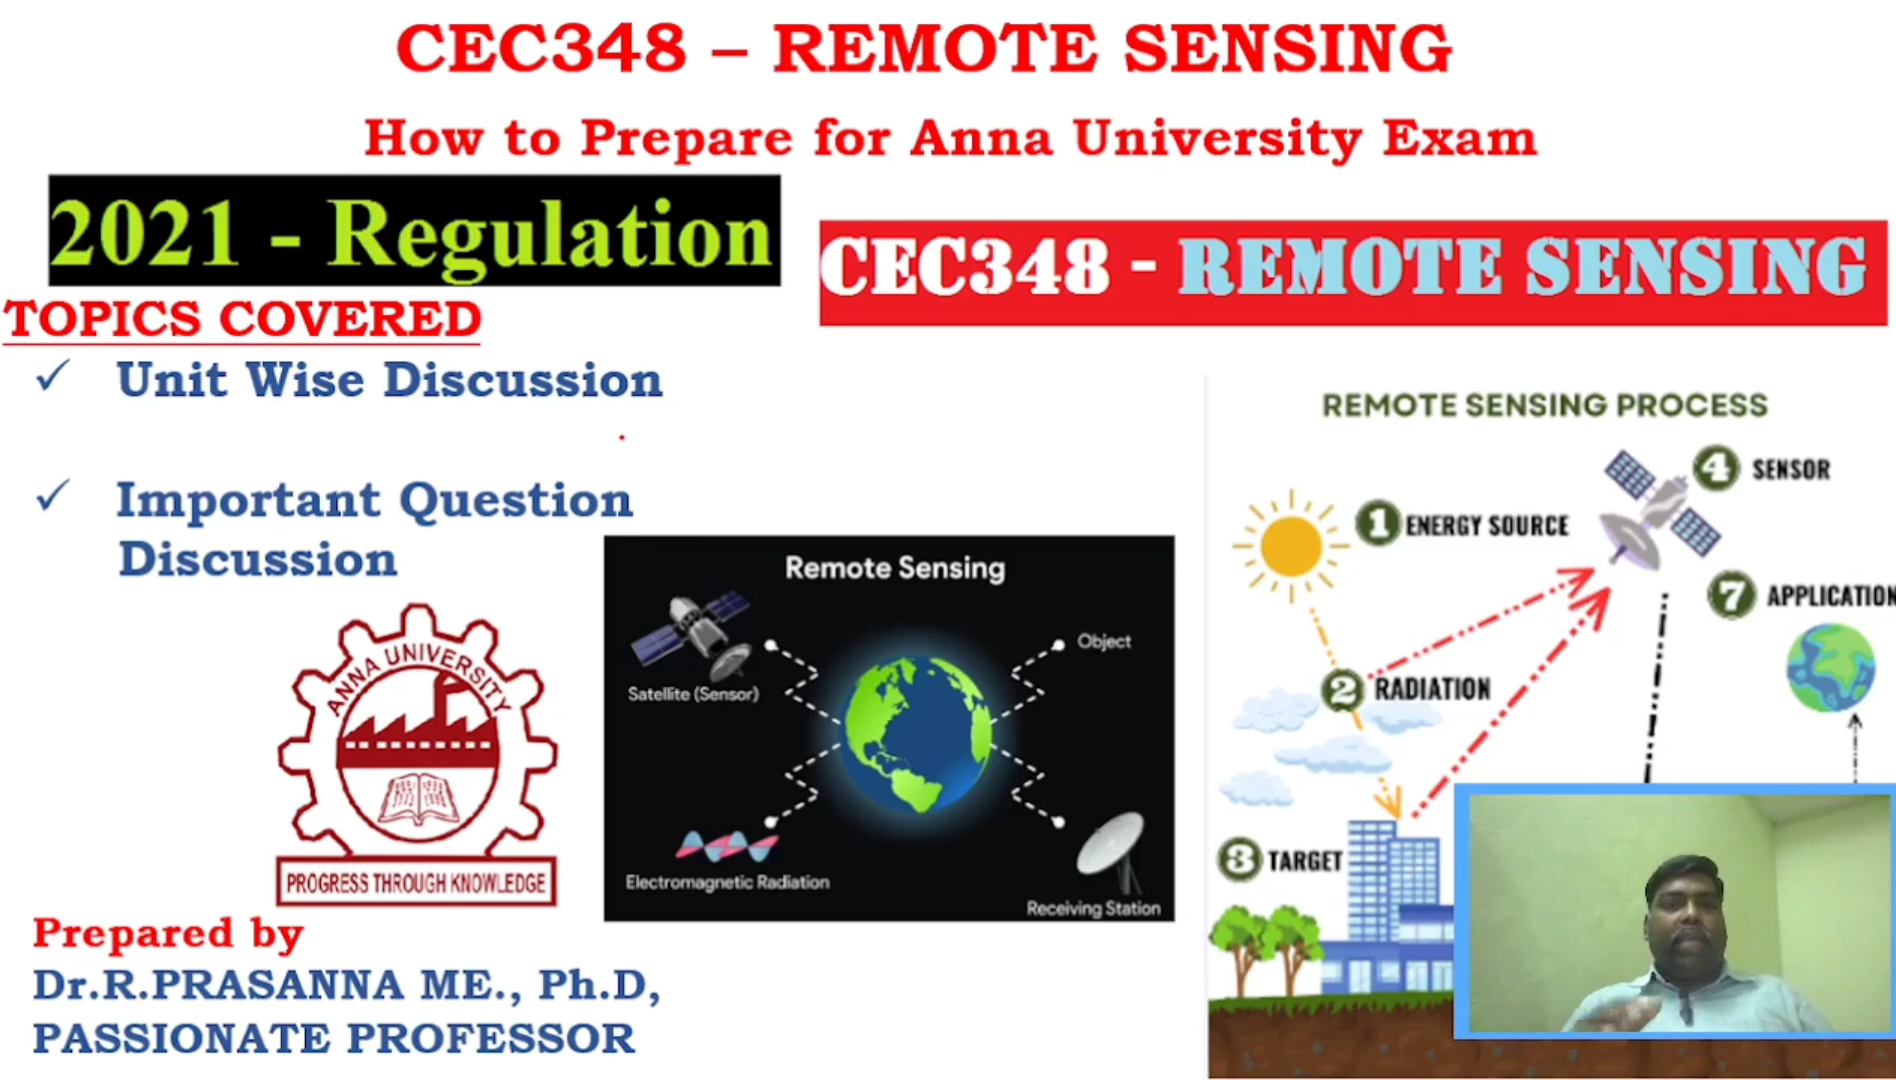 CEC348 – REMOTE SENSING
How to Prepare for Anna University Exam
2021 - Regulation
CEC348 - REMOTE SENSING
TOPICS COVERED
✓ Unit Wise Discussion
✓ Important Question
Discussion
ANNA UNIVERSITY
PROGRESS THROUGH KNOWLEDGE
Prepared by
Dr.R.PRASANNA ME., Ph.D,
PASSIONATE PROFESSOR
Remote Sensing
Satellite (Sensor)
Object
Electromagnetic Radiation
Receiving Station
REMOTE SENSING PROCESS
4 SENSOR
1 ENERGY SOURCE
7 APPLICATION
2 RADIATION
3 TARGET